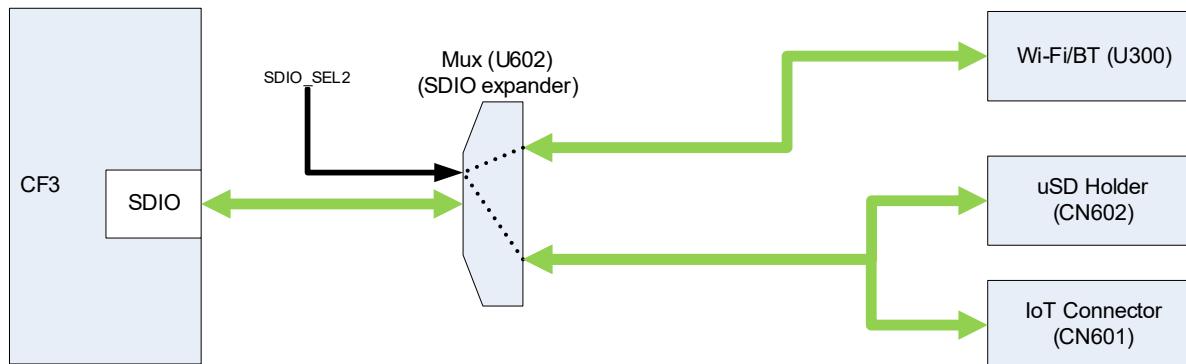 CF3
SDIO
SDIO_SEL2
Mux (U602)
(SDIO expander)
Wi-Fi/BT (U300)
uSD Holder
(CN602)
IoT Connector
(CN601)